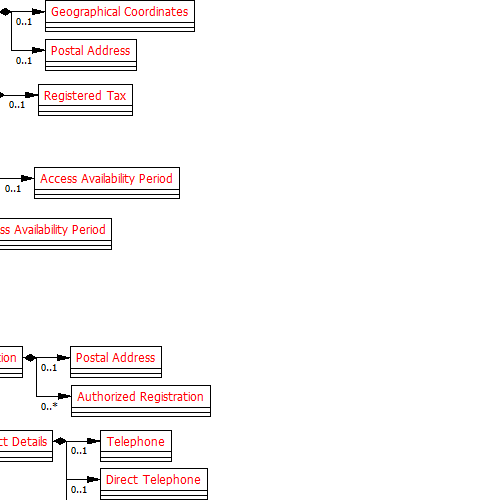 Geographical Coordinates
0..1
Postal Address
0..1
Registered Tax
0..1
Access Availability Period
0..1
ss Availability Period
tion
Postal Address
0..1
Authorized Registration
0..*
ct Details
Telephone
0..1
Direct Telephone
0..1